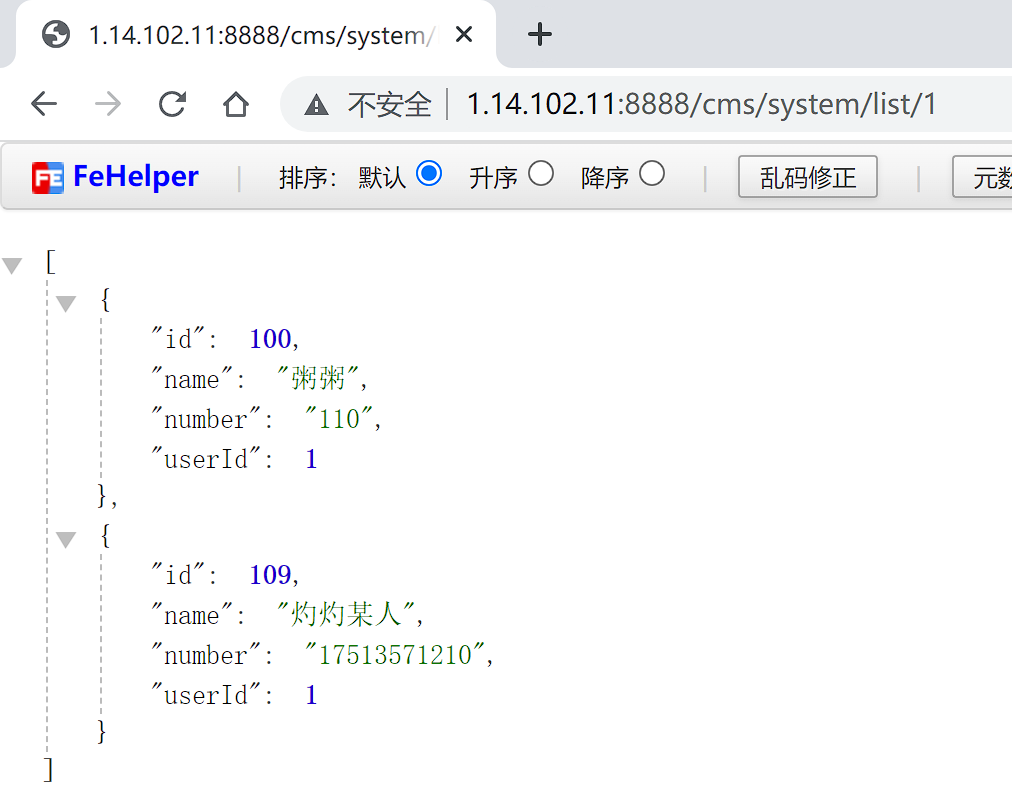 1.14.102.11:8888/cms/system/
不安全 1.14.102.11:8888/cms/system/list/1
FE FeHelper | 排序: 默认 升序 降序 | 乱码修正 | 元数
[
{
"id": 100,
"name": "粥粥",
"number": "110",
"userId": 1
},
{
"id": 109,
"name": "灼灼某人",
"number": "17513571210",
"userId": 1
}
]